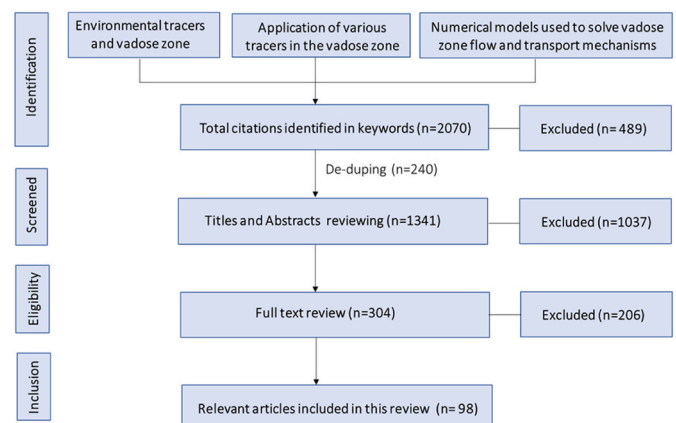 Identification
Environmental tracers
and vadose zone
Application of various
tracers in the vadose zone
Numerical models used to solve vadose
zone flow and transport mechanisms
Total citations identified in keywords (n=2070)
Excluded (n= 489)
De-duping (n=240)
Screened
Titles and Abstracts reviewing (n=1341)
Excluded (n=1037)
Eligibility
Full text review (n=304)
Excluded (n=206)
Inclusion
Relevant articles included in this review (n= 98)